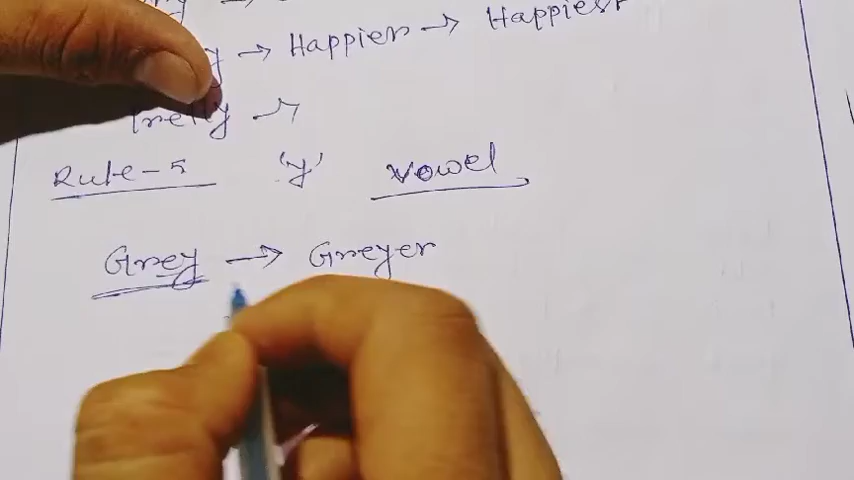 → Happier → Happiest
Pretty →
Rule-5 'y' vowel
Grey → Greyer